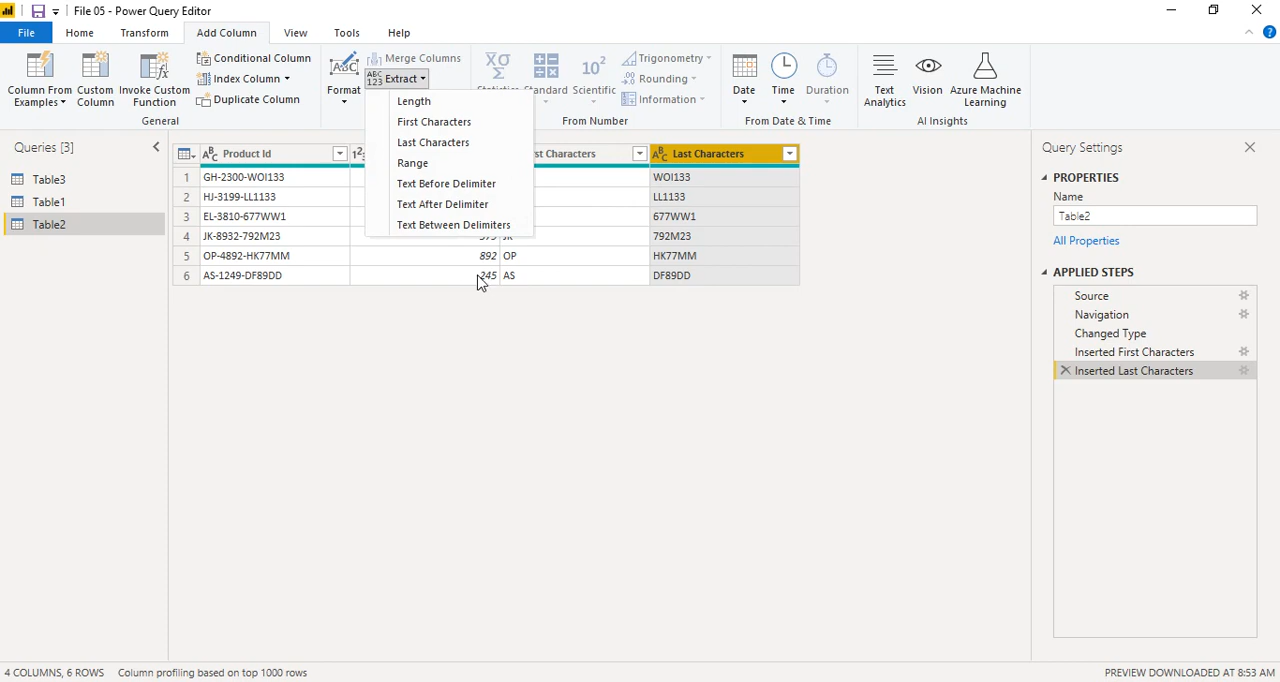 File 05 - Power Query Editor
File Home Transform Add Column View Tools Help
Column From Examples
Custom Column
Invoke Custom Function
Conditional Column
Index Column
Duplicate Column
General
Format
Merge Columns
ABC 123 Extract
Length
First Characters
Last Characters
Range
Text Before Delimiter
Text After Delimiter
Text Between Delimiters
Standard
Scientific
10²
Trigonometry
Rounding
Information
From Number
Date
Time
Duration
From Date & Time
Text Analytics
Vision
Azure Machine Learning
AI Insights
Queries [3]
Table3
Table1
Table2
Product Id
Characters
Last Characters
1 GH-2300-WOI133 WOI133
2 HJ-3199-LL1133 LL1133
3 EL-3810-677WW1 677WW1
4 JK-8932-792M23 792M23
5 OP-4892-HK77MM 892 OP HK77MM
6 AS-1249-DF89DD 245 AS DF89DD
Query Settings
PROPERTIES
Name
Table2
All Properties
APPLIED STEPS
Source
Navigation
Changed Type
Inserted First Characters
Inserted Last Characters
4 COLUMNS, 6 ROWS Column profiling based on top 1000 rows
PREVIEW DOWNLOADED AT 8:53 AM